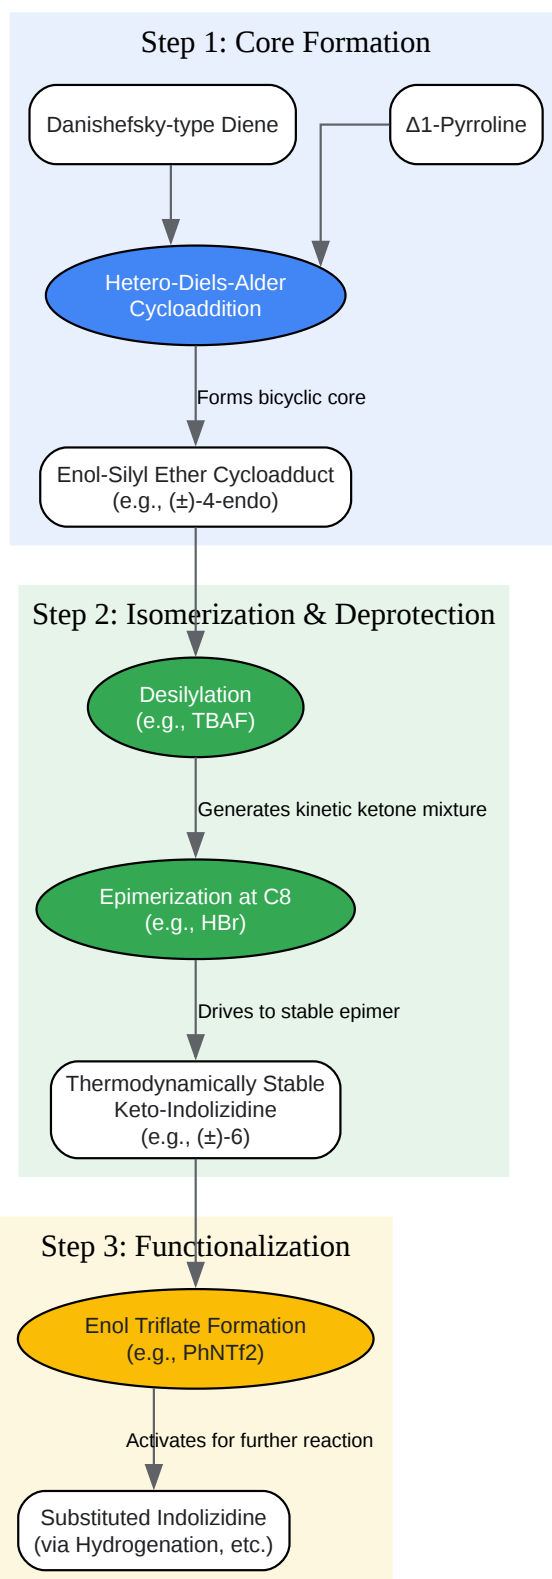 Step 1: Core Formation
Danishefsky-type Diene
Δ1-Pyrroline
Hetero-Diels-Alder
Cycloaddition
Forms bicyclic core
Enol-Silyl Ether Cycloadduct
(e.g., (±)-4-endo)
Step 2: Isomerization & Deprotection
Desilylation
(e.g., TBAF)
Generates kinetic ketone mixture
Epimerization at C8
(e.g., HBr)
Drives to stable epimer
Thermodynamically Stable
Keto-Indolizidine
(e.g., (±)-6)
Step 3: Functionalization
Enol Triflate Formation
(e.g., PhNTf2)
Activates for further reaction
Substituted Indolizidine
(via Hydrogenation, etc.)